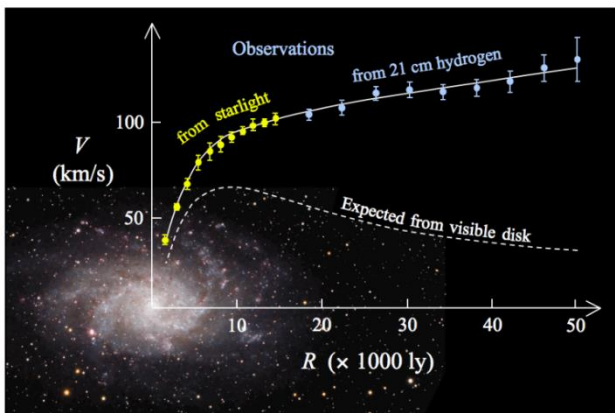 Observations
from starlight
from 21 cm hydrogen
100
V
(km/s)
50
Expected from visible disk
10
20
30
40
50
R (× 1000 ly)